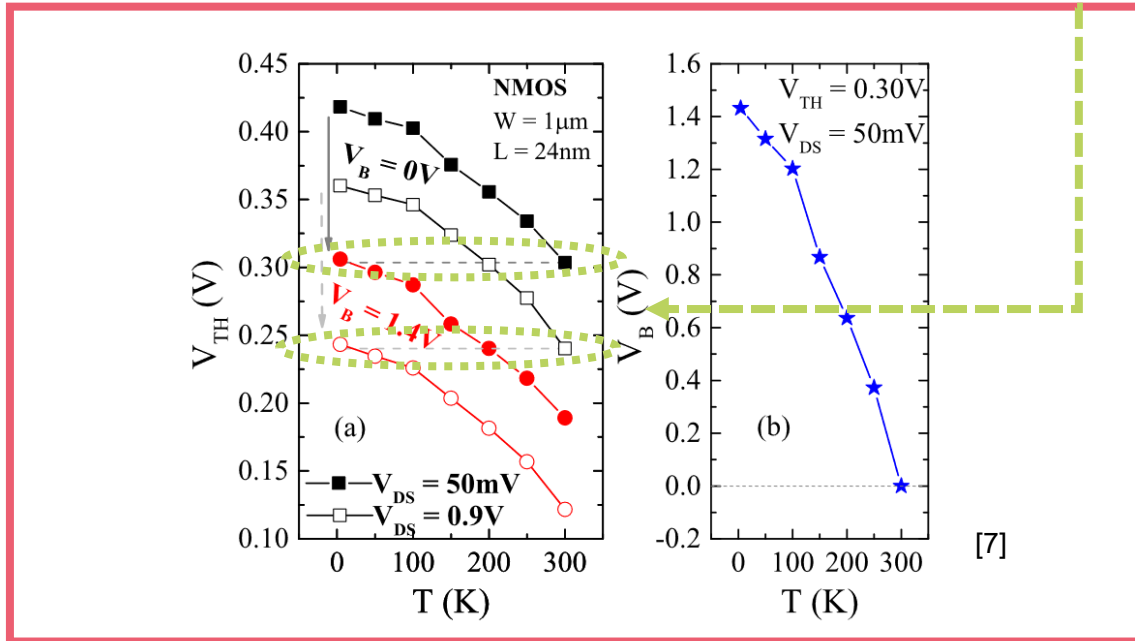 0.45
0.40
0.35
0.30
0.25
0.20
0.15
0.10
V_TH (V)
NMOS
W = 1μm
L = 24nm
V_B = 0V
V_B = 1.4V
(a)
V_DS = 50mV
V_DS = 0.9V
0 100 200 300
T (K)
1.6
1.4
1.2
1.0
0.8
0.6
0.4
0.2
0.0
-0.2
V_B (V)
V_TH = 0.30V
V_DS = 50mV
(b)
0 100 200 300
T (K)
[7]